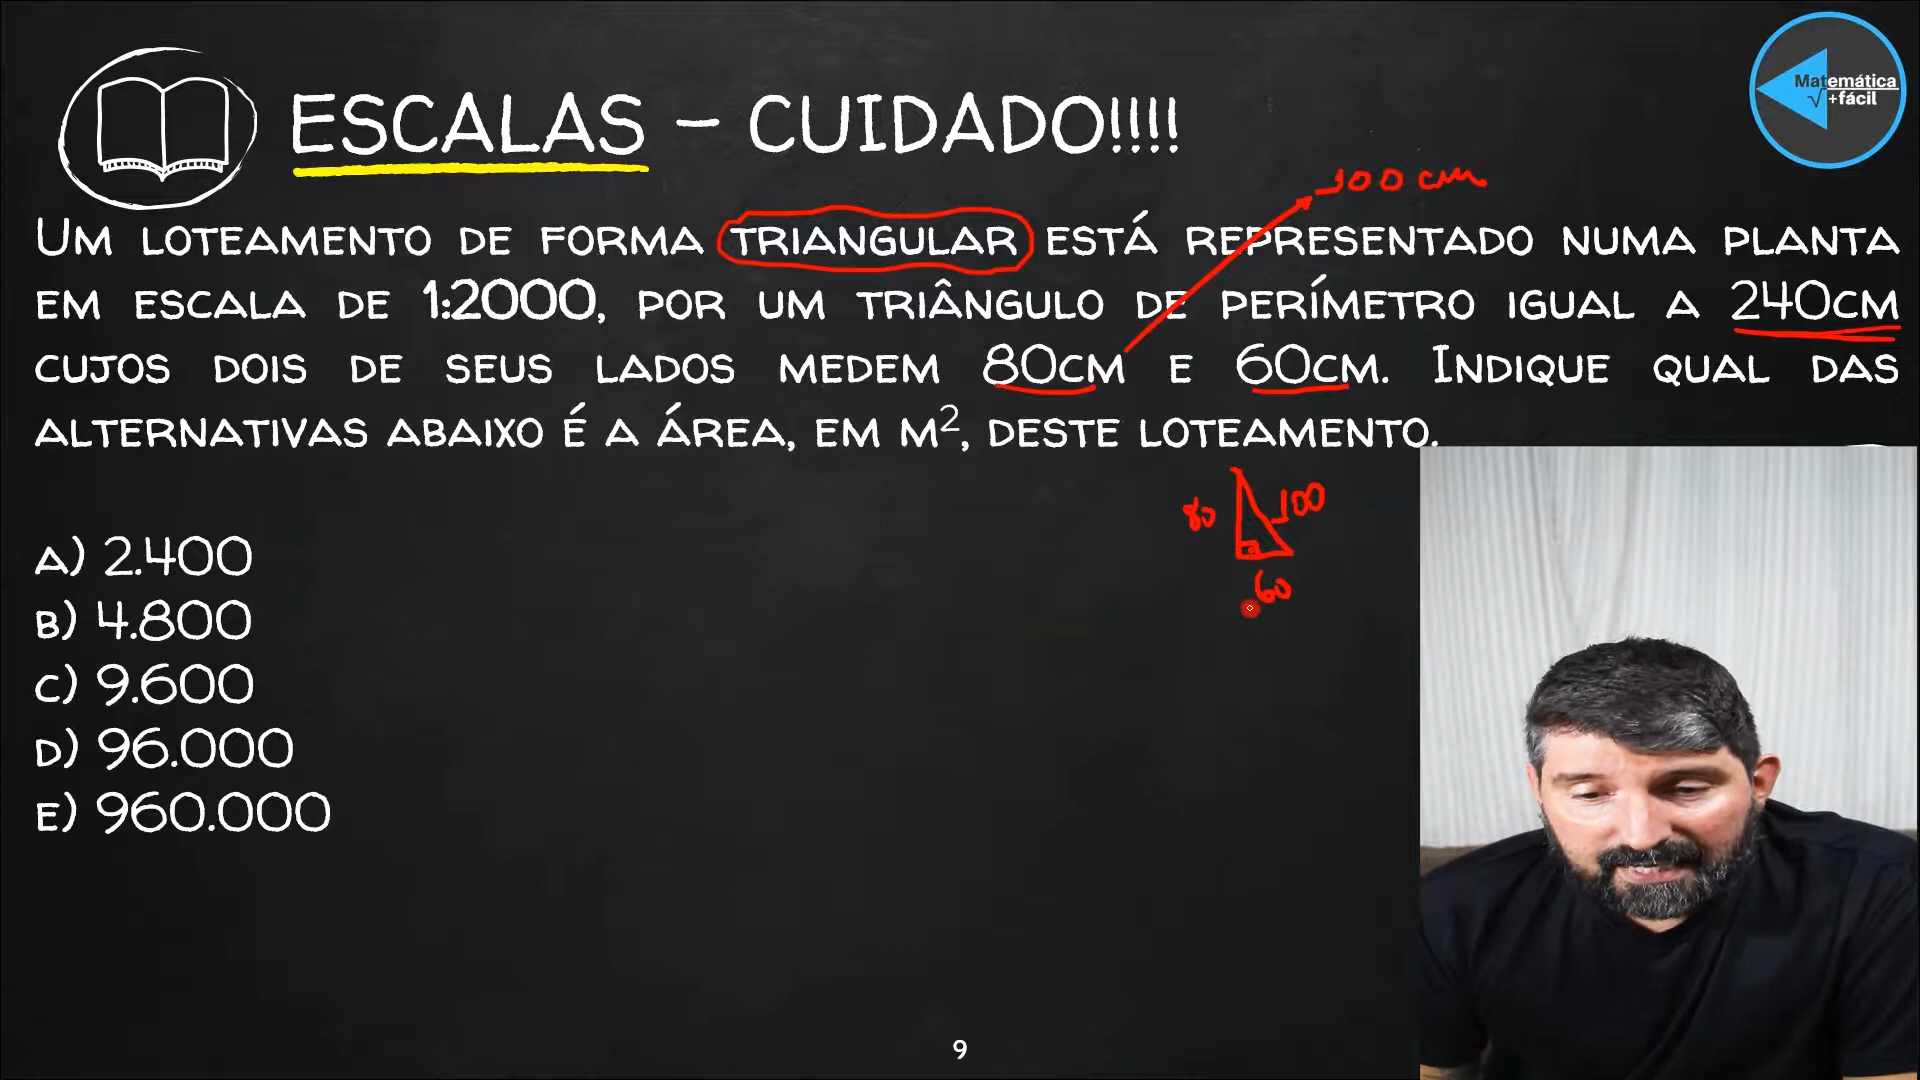 ESCALAS – CUIDADO!!!!
Matemática
√+fácil
100 cm
UM LOTEAMENTO DE FORMA TRIANGULAR ESTÁ REPRESENTADO NUMA PLANTA
EM ESCALA DE 1:2000, POR UM TRIÂNGULO DE PERÍMETRO IGUAL A 240CM
CUJOS DOIS DE SEUS LADOS MEDEM 80CM E 60CM. INDIQUE QUAL DAS
ALTERNATIVAS ABAIXO É A ÁREA, EM M², DESTE LOTEAMENTO.
80 100
60
A) 2.400
B) 4.800
C) 9.600
D) 96.000
E) 960.000
9